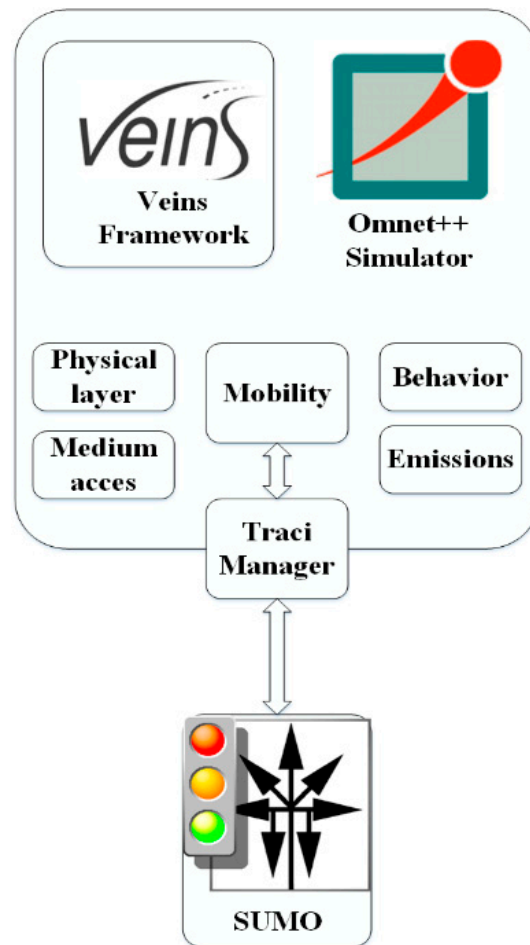 veins
Veins
Framework
Omnet++
Simulator
Physical
layer
Mobility
Behavior
Medium
acces
Emissions
Traci
Manager
SUMO